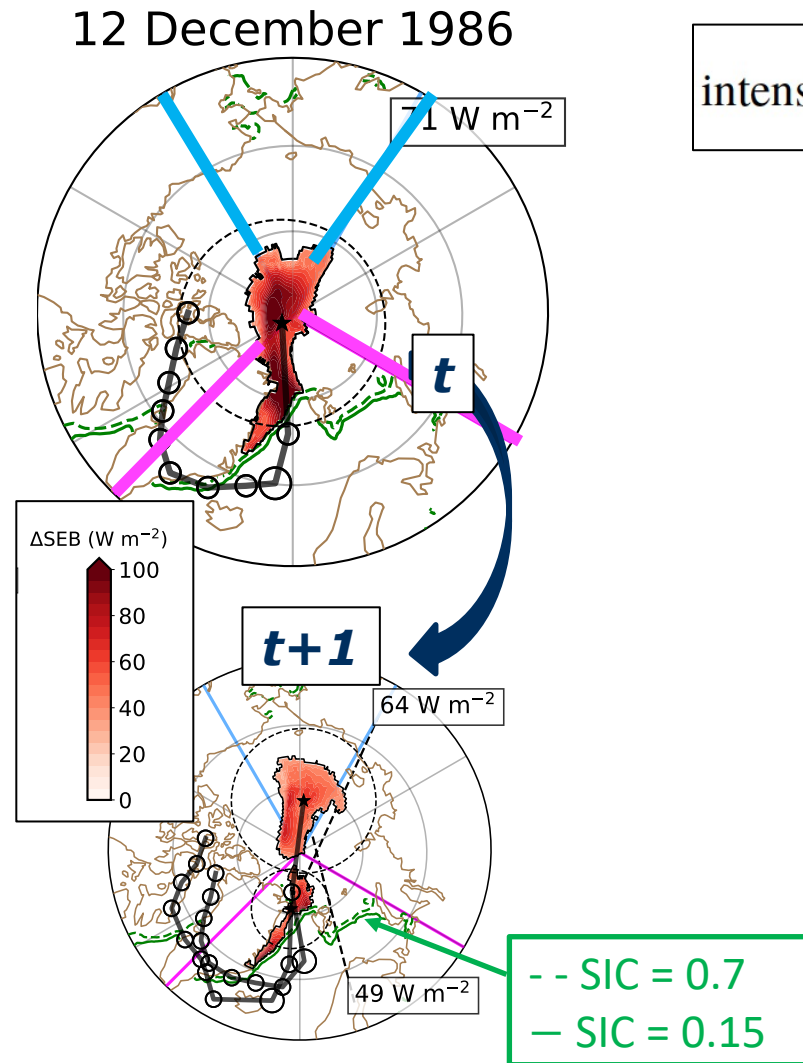 12 December 1986
71 W m⁻²
t
ΔSEB (W m⁻²)
100
80
60
40
20
0
t+1
64 W m⁻²
49 W m⁻²
- - SIC = 0.7
— SIC = 0.15